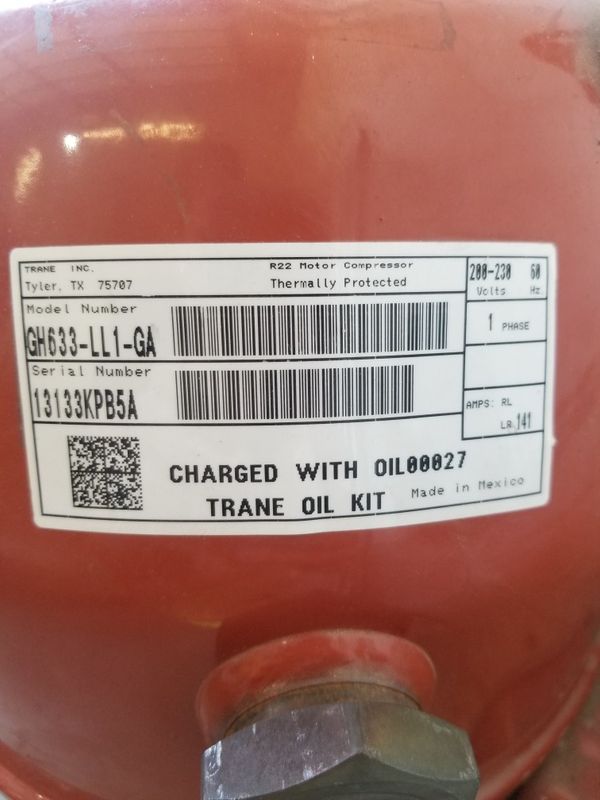 TRANE INC.
Tyler, TX 75707
R22 Motor Compressor
Thermally Protected
200-230 60
Volts Hz
Model Number
GH633-LL1-GA
1 PHASE
Serial Number
13133KPB5A
AMPS: RL
LR 141
CHARGED WITH OIL00027
TRANE OIL KIT
Made in Mexico